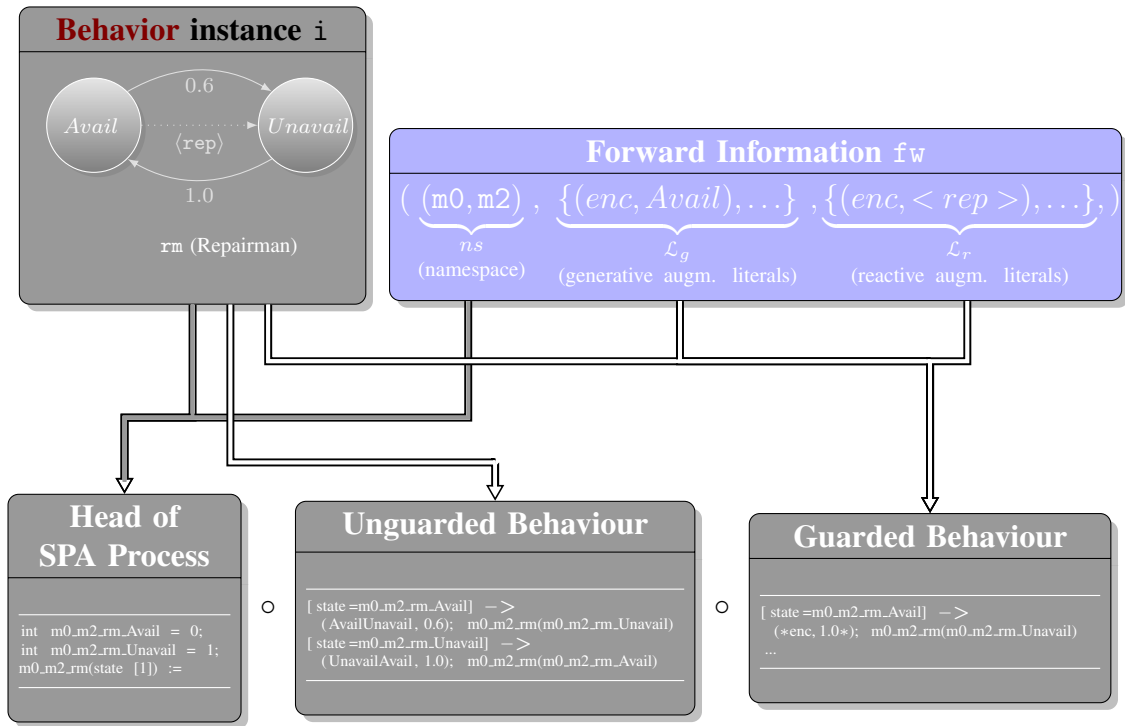 Behavior instance i
0.6
Avail
Unavail
⟨rep⟩
1.0
rm (Repairman)
Forward Information fw
( (m0, m2) , {(enc, Avail), …} , {(enc, < rep >), …}, )
ns
ℒg
ℒr
(namespace)
(generative augm. literals)
(reactive augm. literals)
Head of
SPA Process
int m0_m2_rm_Avail = 0;
int m0_m2_rm_Unavail = 1;
m0_m2_rm(state [1]) :=
∘
Unguarded Behaviour
[ state=m0_m2_rm_Avail] −>
(AvailUnavail, 0.6); m0_m2_rm(m0_m2_rm_Unavail)
[ state=m0_m2_rm_Unavail] −>
(UnavailAvail, 1.0); m0_m2_rm(m0_m2_rm_Avail)
∘
Guarded Behaviour
[ state=m0_m2_rm_Avail] −>
(*enc, 1.0*); m0_m2_rm(m0_m2_rm_Unavail)
...